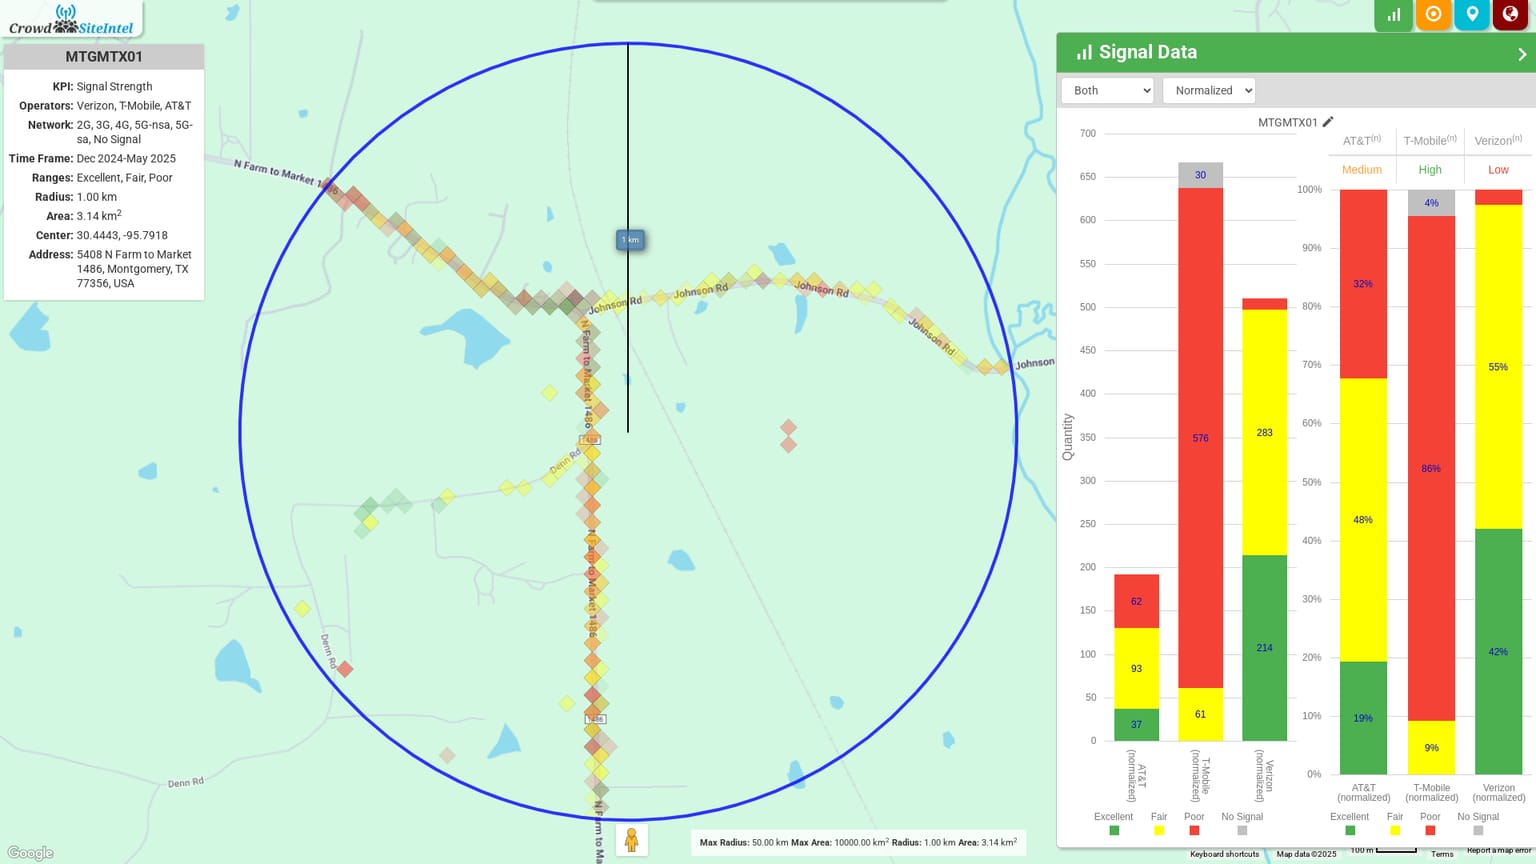 CrowdSiteIntel
MTGMTX01
KPI: Signal Strength
Operators: Verizon, T-Mobile, AT&T
Network: 2G, 3G, 4G, 5G-nsa, 5G-
sa, No Signal
Time Frame: Dec 2024-May 2025
Ranges: Excellent, Fair, Poor
Radius: 1.00 km
Area: 3.14 km²
Center: 30.4443, -95.7918
Address: 5408 N Farm to Market
1486, Montgomery, TX
77356, USA
N Farm to Market 1486
1 km
Johnson Rd
Johnson Rd
Johnson Rd
Johnson Rd
Johnson
N Farm to Market 1486
1486
Denn Rd
N Farm to Market 1486
Denn Rd
1486
Denn Rd
N Farm to Ma
Google
Max Radius: 50.00 km Max Area: 10000.00 km² Radius: 1.00 km Area: 3.14 km²
Signal Data
Both
Normalized
MTGMTX01
700
650
600
550
500
450
400
350
300
250
200
150
100
50
0
Quantity
62
93
37
30
576
61
283
214
AT&T
(normalized)
T-Mobile
(normalized)
Verizon
(normalized)
Excellent Fair Poor No Signal
AT&T(n) T-Mobile(n) Verizon(n)
Medium High Low
100%
90%
80%
70%
60%
50%
40%
30%
20%
10%
0%
32%
48%
19%
4%
86%
9%
55%
42%
AT&T
(normalized)
T-Mobile
(normalized)
Verizon
(normalized)
Excellent Fair Poor No Signal
Keyboard shortcuts Map data ©2025 100 m Terms Report a map error